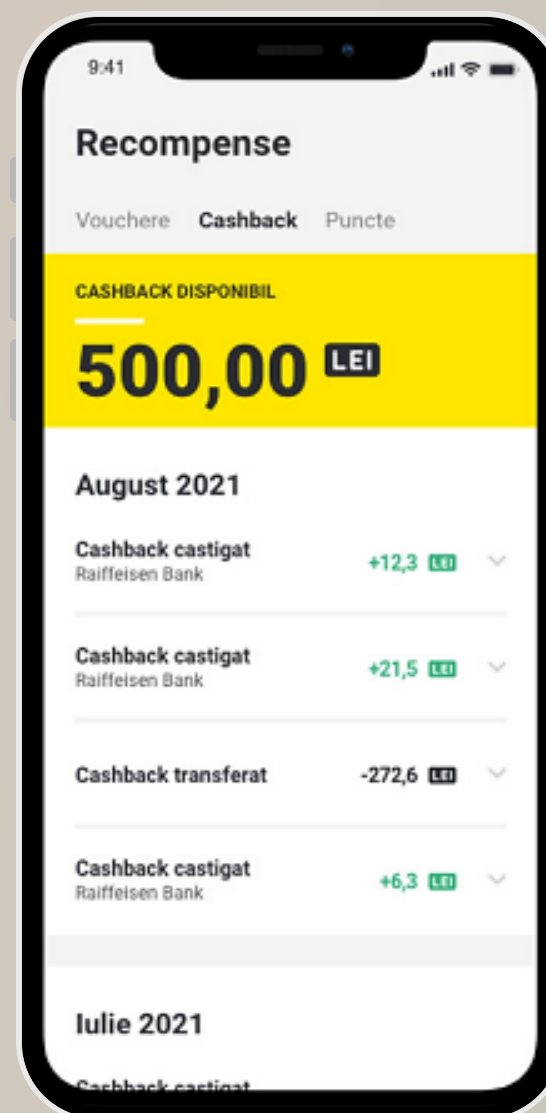 9:41
Recompense
Vouchere Cashback Puncte
CASHBACK DISPONIBIL
500,00 LEI
August 2021
Cashback castigat
Raiffeisen Bank
+12,3 LEI
Cashback castigat
Raiffeisen Bank
+21,5 LEI
Cashback transferat
-272,6 LEI
Cashback castigat
Raiffeisen Bank
+6,3 LEI
Iulie 2021
Cashback castigat